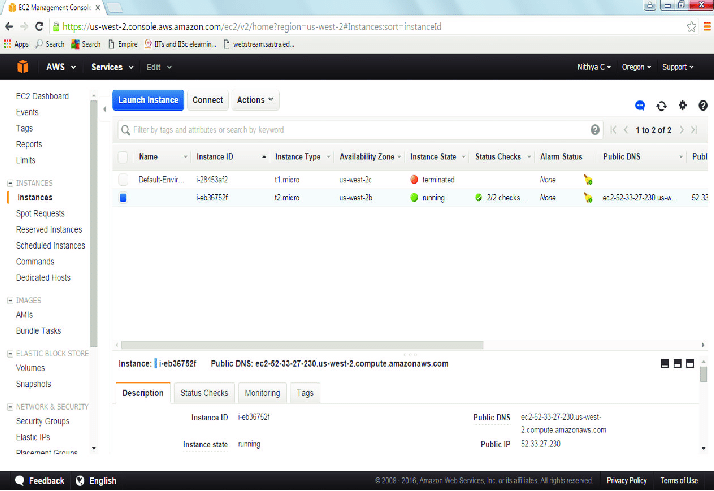 EC2 Management Consol
https://us-west-2.console.aws.amazon.com/ec2/v2/home?region=us-west-2#Instances:sort=instanceId
Apps Search Search Empire IITs and IISc elearnin... webstream.sastra.ed...
AWS Services Edit Nithya C Oregon Support
EC2 Dashboard
Events
Tags
Reports
Limits
INSTANCES
Instances
Spot Requests
Reserved Instances
Scheduled Instances
Commands
Dedicated Hosts
IMAGES
AMIs
Bundle Tasks
ELASTIC BLOCK STORE
Volumes
Snapshots
NETWORK & SECURITY
Security Groups
Elastic IPs
Placement Groups
Launch Instance Connect Actions
Filter by tags and attributes or search by keyword 1 to 2 of 2
Name Instance ID Instance Type Availability Zone Instance State Status Checks Alarm Status Public DNS Publ
Default-Envir... t1.micro us-west-2c terminated None
i-eb36752f t2.micro us-west-2b running 2/2 checks None ec2-52-33-27-230.us-w... 52.33
Instance: i-eb36752f Public DNS: ec2-52-33-27-230.us-west-2.compute.amazonaws.com
Description Status Checks Monitoring Tags
Instance ID i-eb36752f Public DNS ec2-52-33-27-230.us-west-
2.compute.amazonaws.com
Instance state running Public IP 52.33.27.230
Feedback English © 2008 - 2016, Amazon Web Services, Inc. or its affiliates. All rights reserved. Privacy Policy Terms of Use